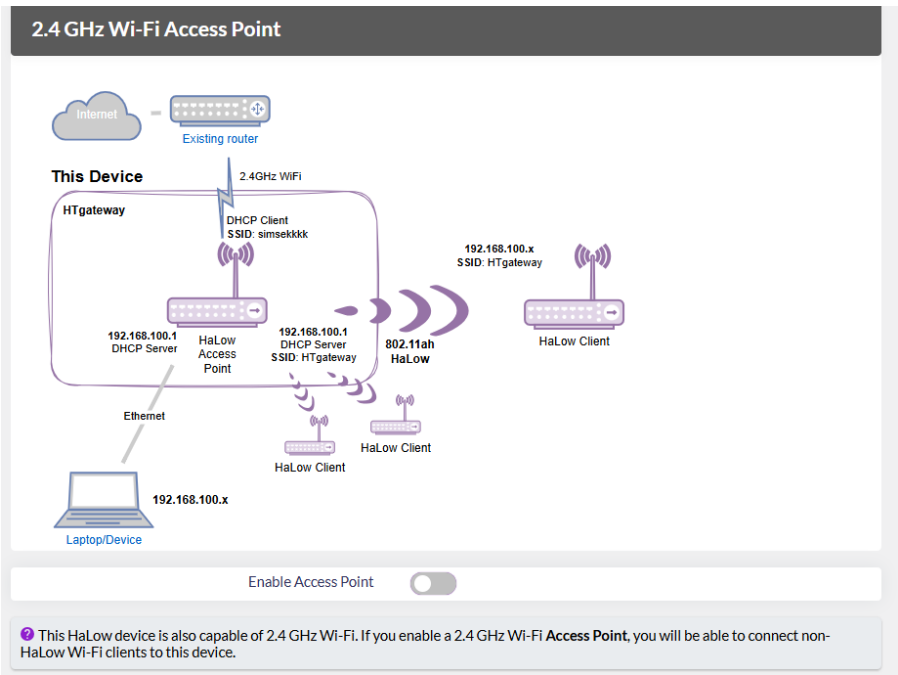 2.4 GHz Wi-Fi Access Point
Internet
Existing router
This Device
2.4GHz WiFi
HTgateway
DHCP Client
SSID: simsekkkk
192.168.100.x
SSID: HTgateway
192.168.100.1
DHCP Server
HaLow
Access
Point
192.168.100.1
DHCP Server
SSID: HTgateway
802.11ah
HaLow
HaLow Client
Ethernet
HaLow Client
HaLow Client
192.168.100.x
Laptop/Device
Enable Access Point
? This HaLow device is also capable of 2.4 GHz Wi-Fi. If you enable a 2.4 GHz Wi-Fi Access Point, you will be able to connect non-
HaLow Wi-Fi clients to this device.